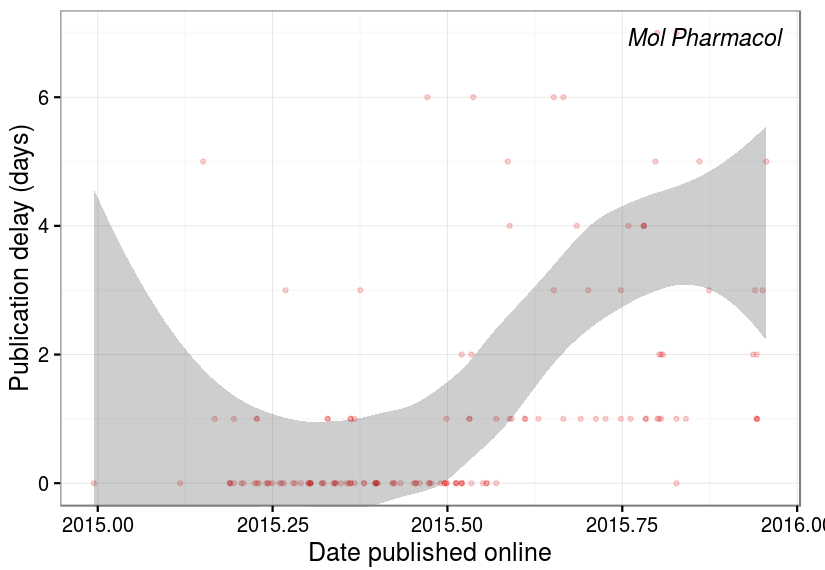 Mol Pharmacol
Publication delay (days)
6
4
2
0
2015.00 2015.25 2015.50 2015.75 2016.0
Date published online